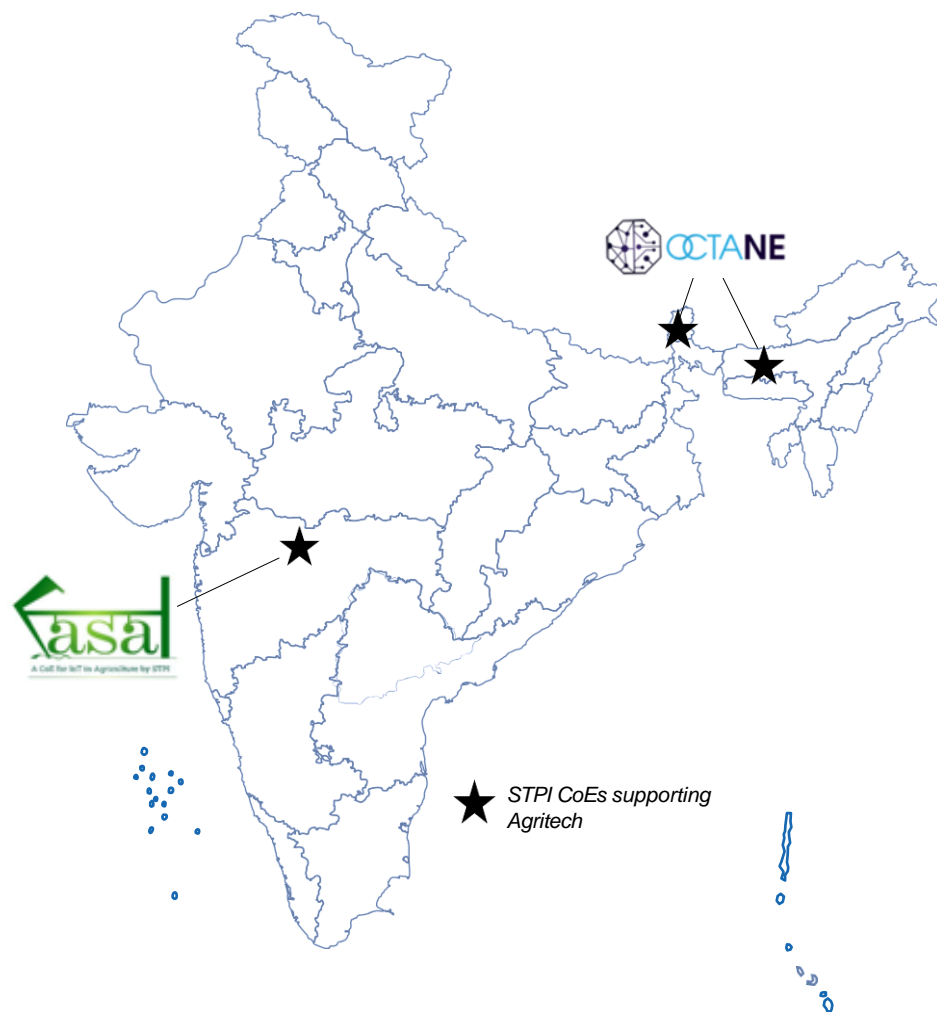 OCTANE
Fasal
A CoE for IoT in Agriculture by STPI
STPI CoEs supporting
Agritech